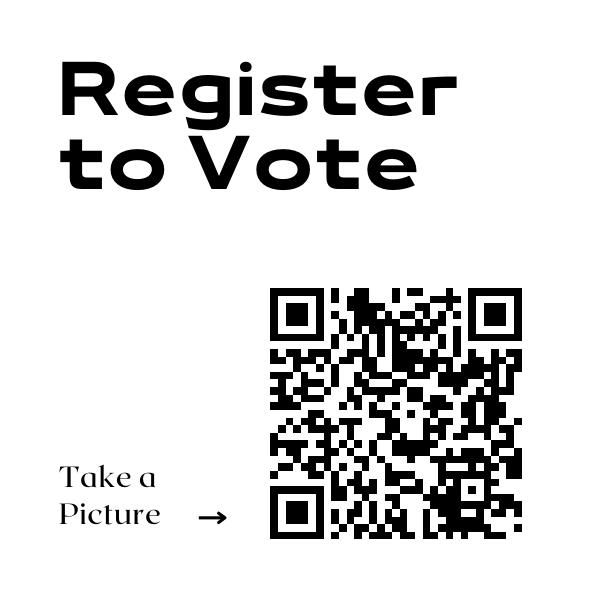 Register
to Vote
Take a
Picture →